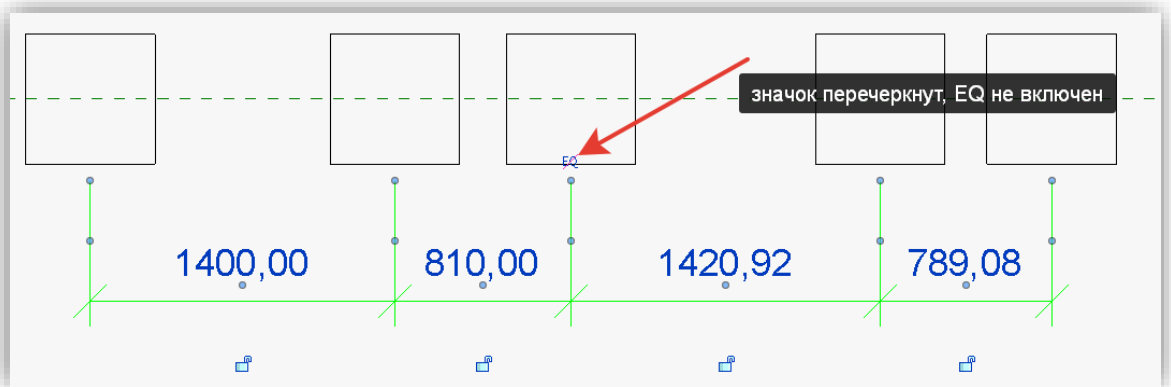 значок перечеркнут, EQ не включен
EQ
1400,00 810,00 1420,92 789,08